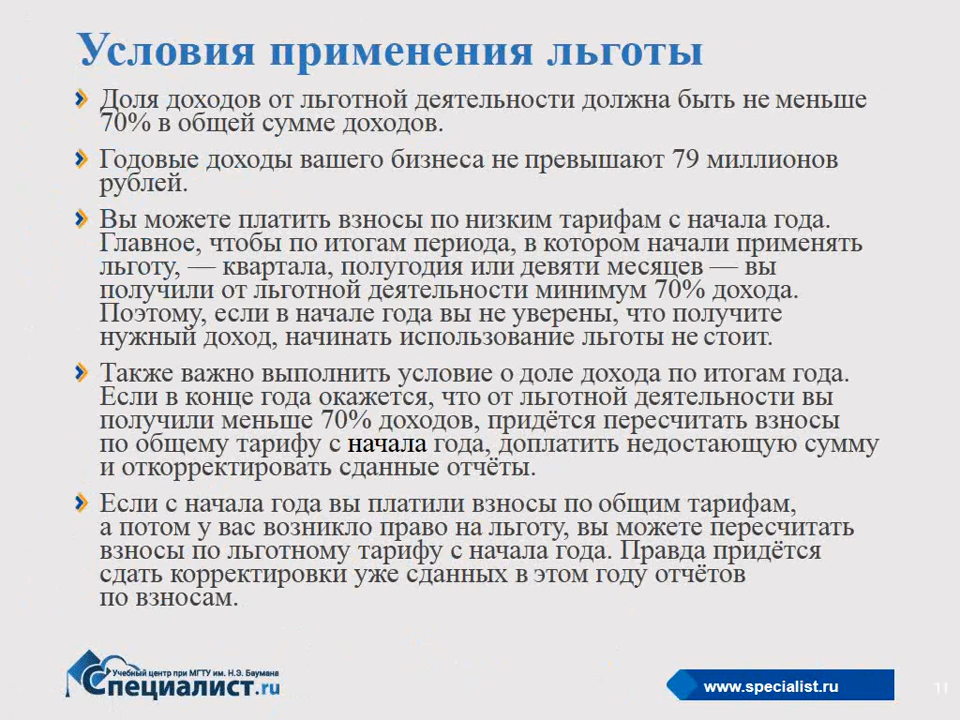 Условия применения льготы
Доля доходов от льготной деятельности должна быть не меньше
70% в общей сумме доходов.
Годовые доходы вашего бизнеса не превышают 79 миллионов
рублей.
Вы можете платить взносы по низким тарифам с начала года.
Главное, чтобы по итогам периода, в котором начали применять
льготу, — квартала, полугодия или девяти месяцев — вы
получили от льготной деятельности минимум 70% дохода.
Поэтому, если в начале года вы не уверены, что получите
нужный доход, начинать использование льготы не стоит.
Также важно выполнить условие о доле дохода по итогам года.
Если в конце года окажется, что от льготной деятельности вы
получили меньше 70% доходов, придётся пересчитать взносы
по общему тарифу с начала года, доплатить недостающую сумму
и откорректировать сданные отчёты.
Если с начала года вы платили взносы по общим тарифам,
а потом у вас возникло право на льготу, вы можете пересчитать
взносы по льготному тарифу с начала года. Правда придётся
сдать корректировки уже сданных в этом году отчётов
по взносам.
Учебный центр при МГТУ им. Н.Э. Баумана
Специалист.ru
www.specialist.ru
11